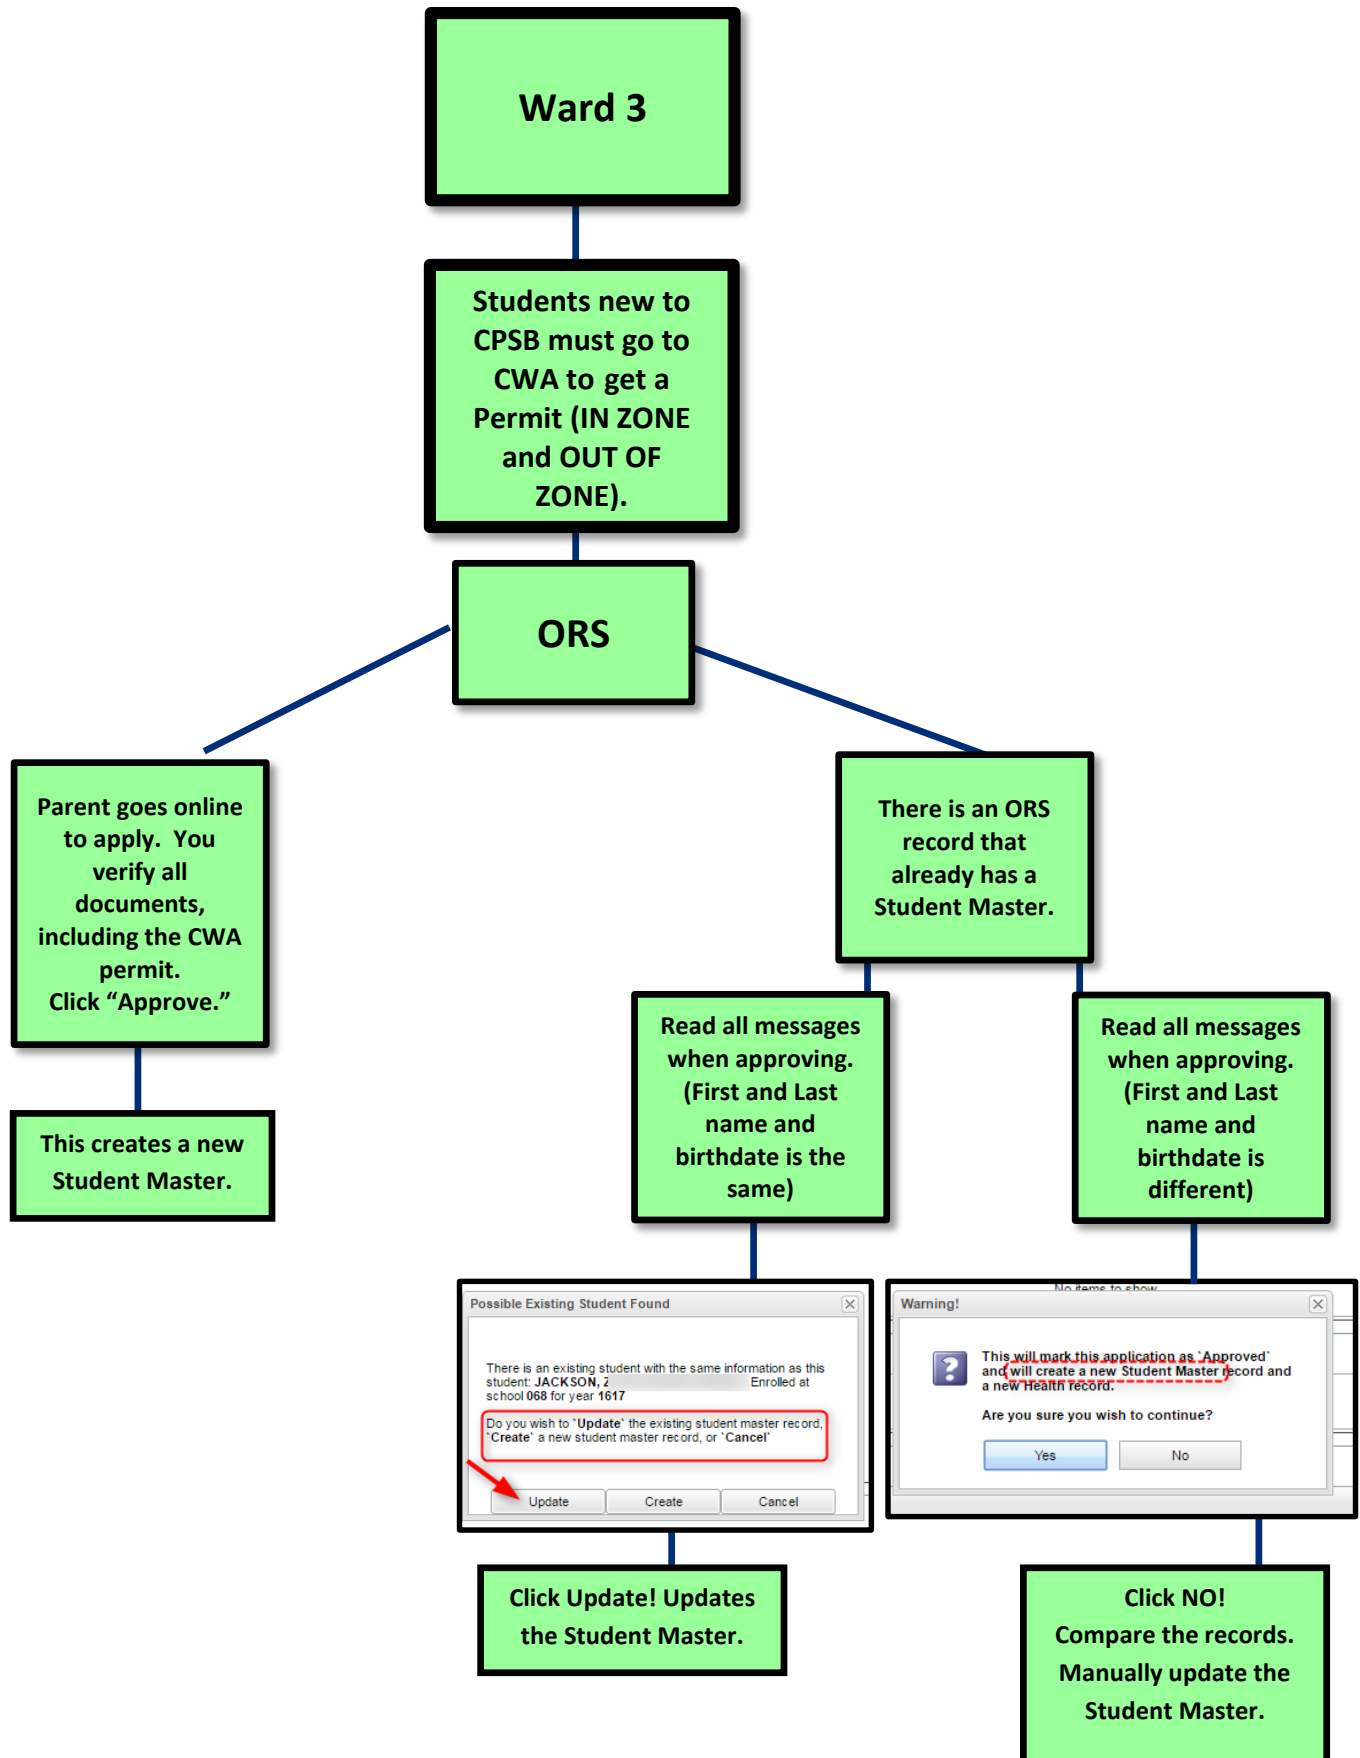 Ward 3
Students new to
CPSB must go to
CWA to get a
Permit (IN ZONE
and OUT OF
ZONE).
ORS
Parent goes online
to apply.  You
verify all
documents,
including the CWA
permit.
Click “Approve.”
This creates a new
Student Master.
There is an ORS
record that
already has a
Student Master.
Read all messages
when approving.
(First and Last
name and
birthdate is the
same)
Read all messages
when approving.
(First and Last
name and
birthdate is
different)
Possible Existing Student Found
There is an existing student with the same information as this
student: JACKSON, Z Enrolled at
school 068 for year 1617
Do you wish to `Update` the existing student master record,
`Create` a new student master record, or `Cancel`
Update Create Cancel
No items to show
Warning!
This will mark this application as `Approved`
and will create a new Student Master record and
a new Health record.
Are you sure you wish to continue?
Yes No
Click Update! Updates
the Student Master.
Click NO!
Compare the records.
Manually update the
Student Master.